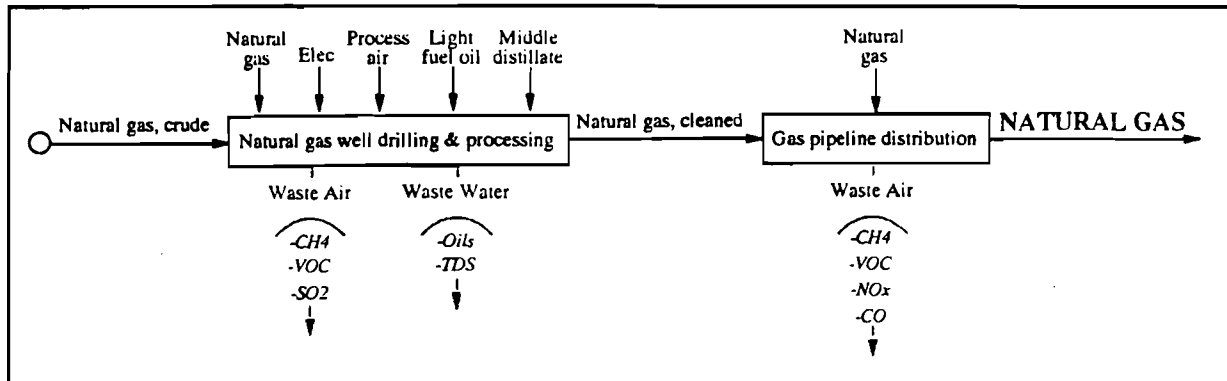 Natural
gas
Elec
Process
air
Light
fuel oil
Middle
distillate
Natural
gas
Natural gas, crude
Natural gas well drilling & processing
Natural gas, cleaned
Gas pipeline distribution
NATURAL GAS
Waste Air
-CH4
-VOC
-SO2
Waste Water
-Oils
-TDS
Waste Air
-CH4
-VOC
-NOx
-CO